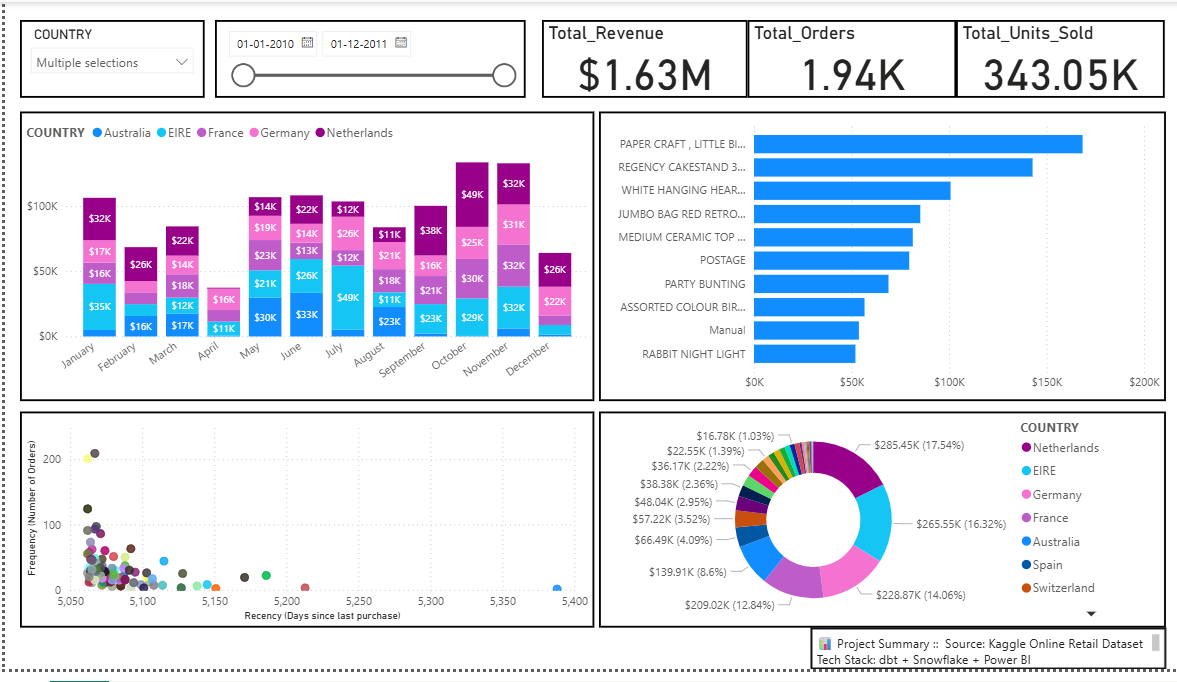 COUNTRY
Multiple selections
01-01-2010
01-12-2011
Total_Revenue
$1.63M
Total_Orders
1.94K
Total_Units_Sold
343.05K
COUNTRY Australia EIRE France Germany Netherlands
$100K
$50K
$0K
$32K
$17K
$16K
$35K
$26K
$16K
$22K
$14K
$18K
$12K
$17K
$16K
$11K
$14K
$19K
$23K
$21K
$30K
$22K
$14K
$13K
$26K
$33K
$12K
$26K
$12K
$49K
$11K
$21K
$18K
$11K
$23K
$38K
$16K
$21K
$23K
$49K
$25K
$30K
$29K
$32K
$31K
$32K
$32K
$26K
$22K
January
February
March
April
May
June
July
August
September
October
November
December
PAPER CRAFT , LITTLE BI...
REGENCY CAKESTAND 3...
WHITE HANGING HEAR...
JUMBO BAG RED RETRO...
MEDIUM CERAMIC TOP ...
POSTAGE
PARTY BUNTING
ASSORTED COLOUR BIR...
Manual
RABBIT NIGHT LIGHT
$0K $50K $100K $150K $200K
Frequency (Number of Orders)
200
100
0
5,050 5,100 5,150 5,200 5,250 5,300 5,350 5,400
Recency (Days since last purchase)
$16.78K (1.03%)
$22.55K (1.39%)
$36.17K (2.22%)
$38.38K (2.36%)
$48.04K (2.95%)
$57.22K (3.52%)
$66.49K (4.09%)
$139.91K (8.6%)
$209.02K (12.84%)
$285.45K (17.54%)
$265.55K (16.32%)
$228.87K (14.06%)
COUNTRY
Netherlands
EIRE
Germany
France
Australia
Spain
Switzerland
Project Summary :: Source: Kaggle Online Retail Dataset
Tech Stack: dbt + Snowflake + Power BI